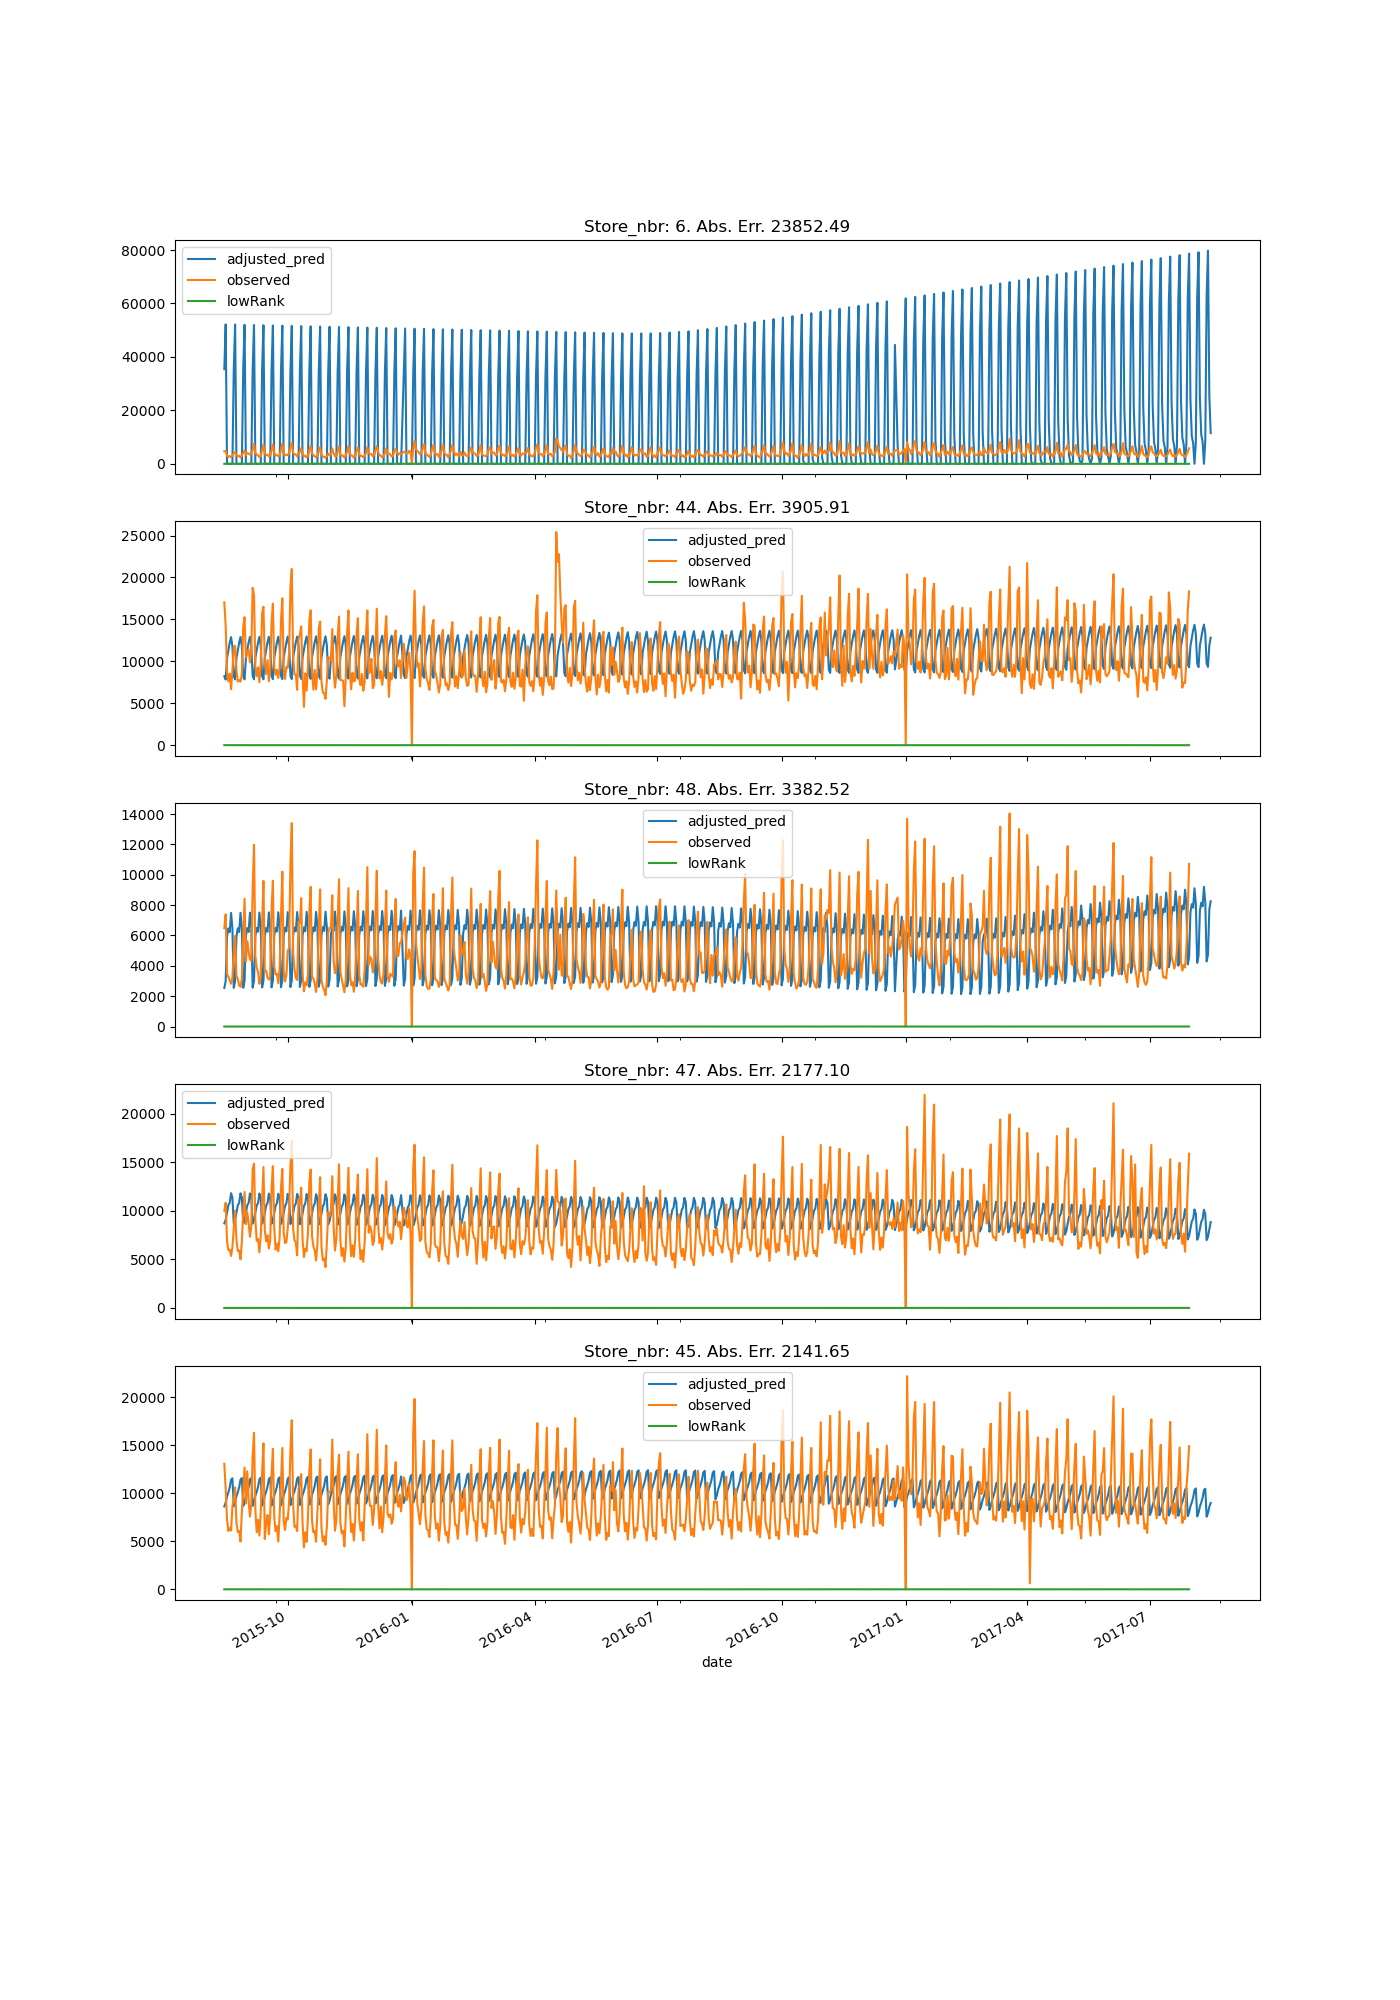 Store_nbr: 6. Abs. Err. 23852.49
80000
60000
40000
20000
0
adjusted_pred
observed
lowRank
Store_nbr: 44. Abs. Err. 3905.91
25000
20000
15000
10000
5000
0
adjusted_pred
observed
lowRank
Store_nbr: 48. Abs. Err. 3382.52
14000
12000
10000
8000
6000
4000
2000
0
adjusted_pred
observed
lowRank
Store_nbr: 47. Abs. Err. 2177.10
20000
15000
10000
5000
0
adjusted_pred
observed
lowRank
Store_nbr: 45. Abs. Err. 2141.65
20000
15000
10000
5000
0
adjusted_pred
observed
lowRank
2015-10
2016-01
2016-04
2016-07
2016-10
2017-01
2017-04
2017-07
date